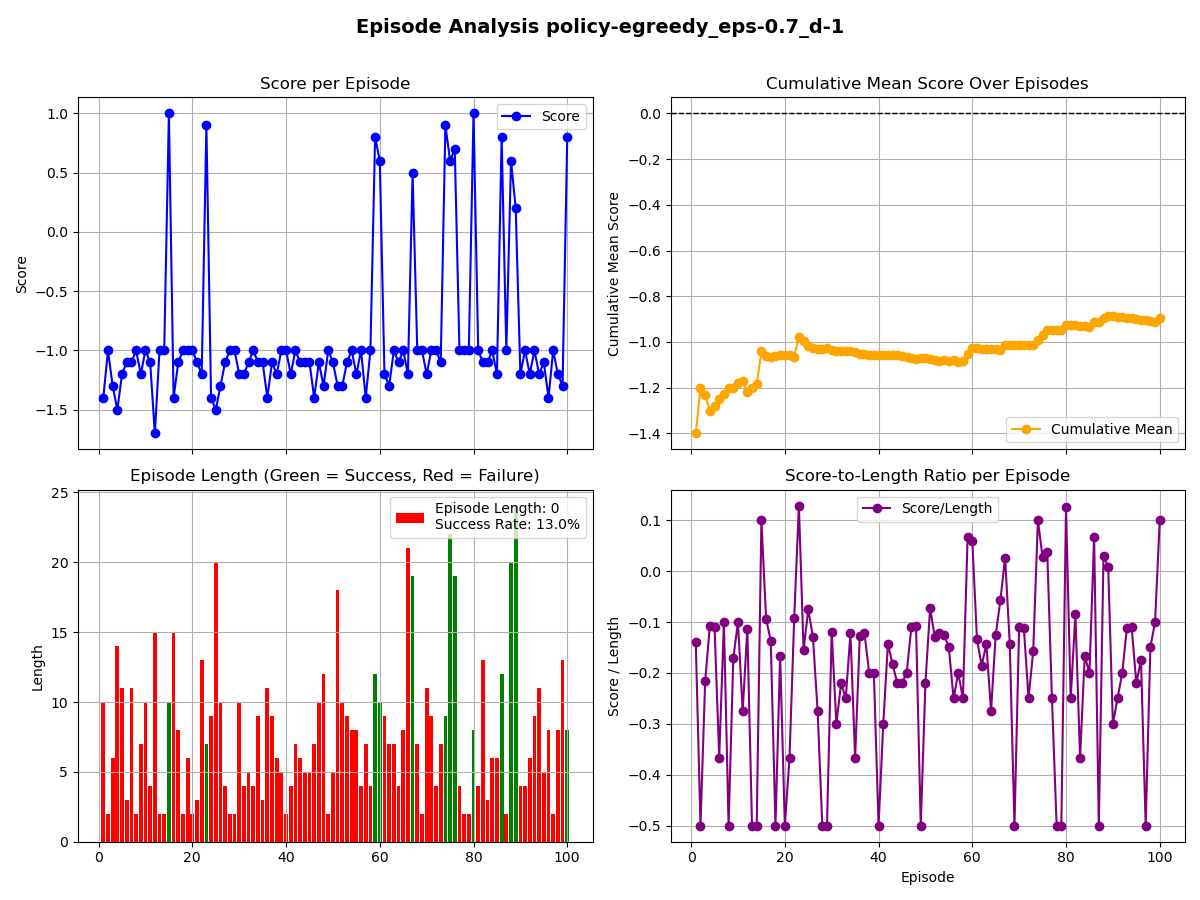 Episode Analysis policy-egreedy_eps-0.7_d-1
Score per Episode
Score
1.0
0.5
0.0
−0.5
−1.0
−1.5
Score
Cumulative Mean Score Over Episodes
0.0
−0.2
−0.4
−0.6
−0.8
−1.0
−1.2
−1.4
Cumulative Mean Score
Cumulative Mean
Episode Length (Green = Success, Red = Failure)
Episode Length: 0
Success Rate: 13.0%
25
20
15
10
5
0
Length
0 20 40 60 80 100
Score-to-Length Ratio per Episode
Score/Length
0.1
0.0
−0.1
−0.2
−0.3
−0.4
−0.5
Score / Length
0 20 40 60 80 100
Episode